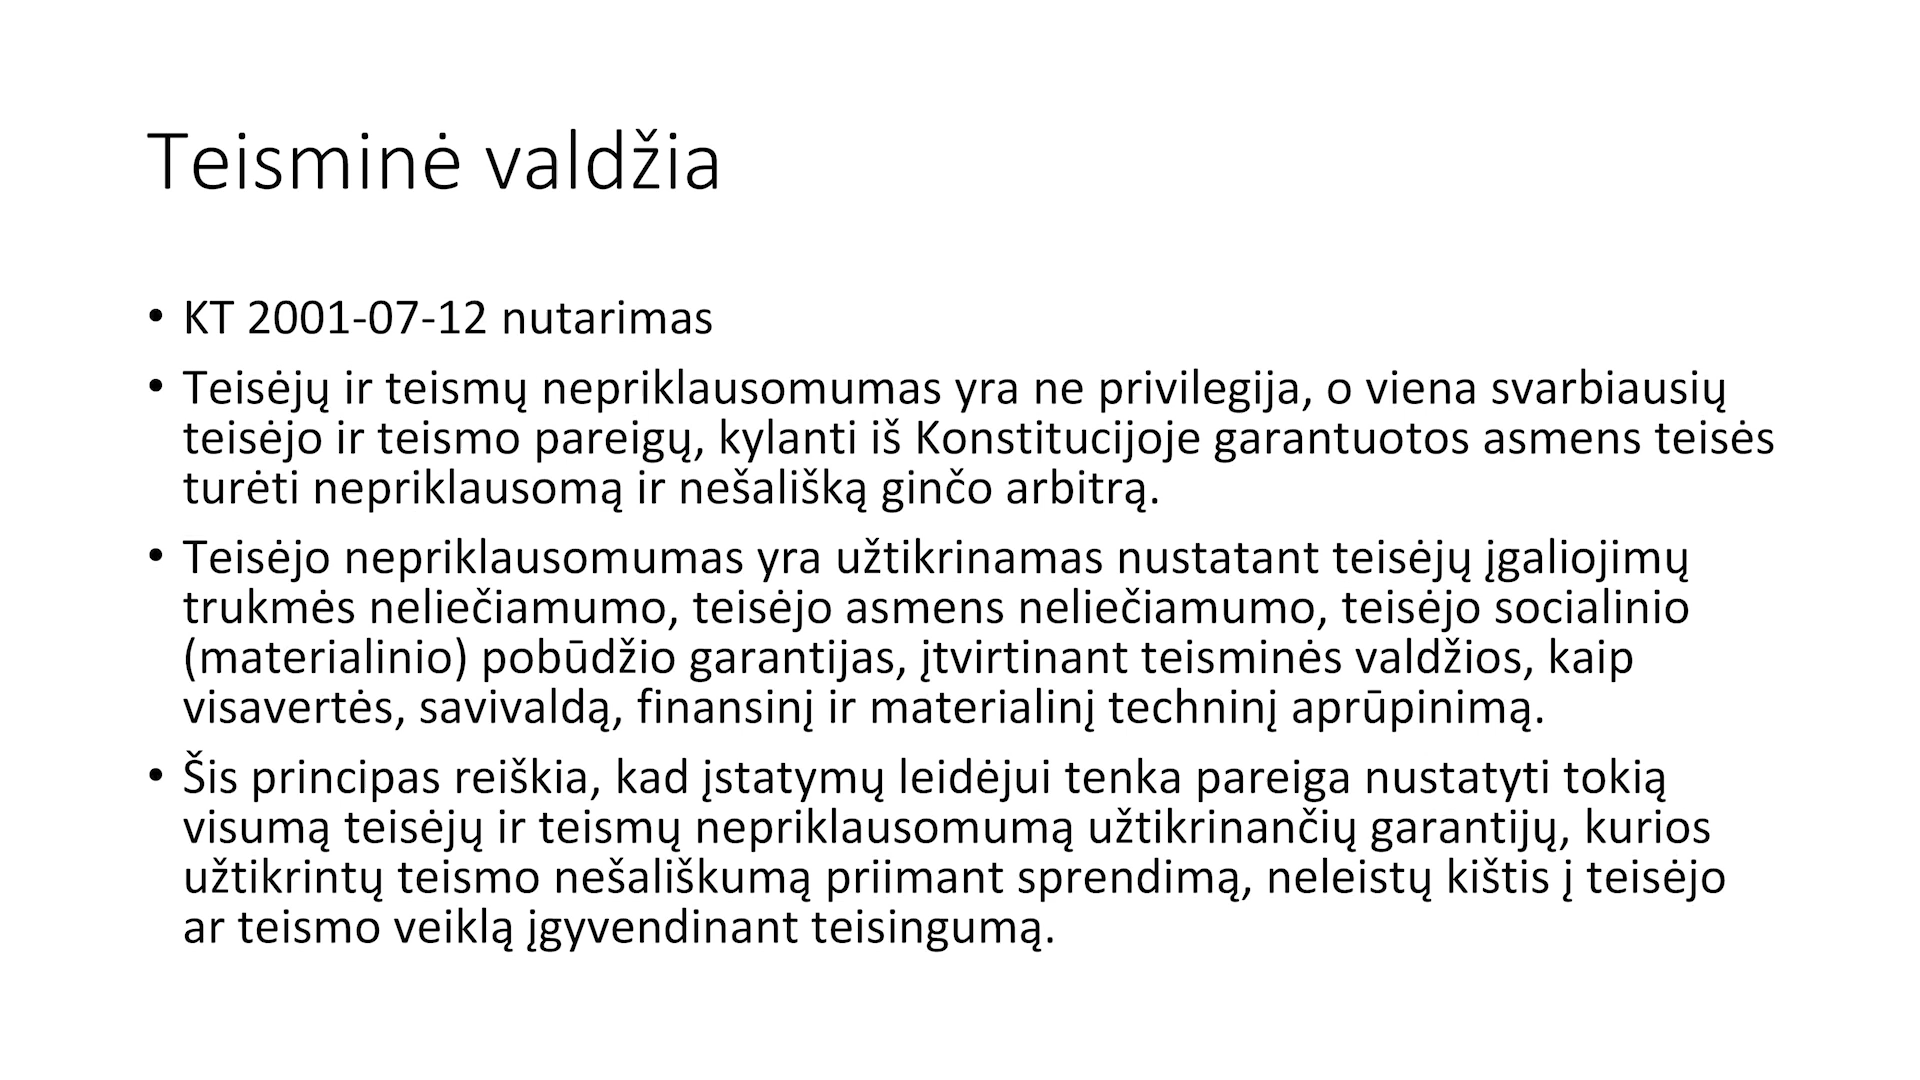 Teisminė valdžia
• KT 2001-07-12 nutarimas
• Teisėjų ir teismų nepriklausomumas yra ne privilegija, o viena svarbiausių
teisėjo ir teismo pareigų, kylanti iš Konstitucijoje garantuotos asmens teisės
turėti nepriklausomą ir nešališką ginčo arbitrą.
• Teisėjo nepriklausomumas yra užtikrinamas nustatant teisėjų įgaliojimų
trukmės neliečiamumo, teisėjo asmens neliečiamumo, teisėjo socialinio
(materialinio) pobūdžio garantijas, įtvirtinant teisminės valdžios, kaip
visavertės, savivaldą, finansinį ir materialinį techninį aprūpinimą.
• Šis principas reiškia, kad įstatymų leidėjui tenka pareiga nustatyti tokią
visumą teisėjų ir teismų nepriklausomumą užtikrinančių garantijų, kurios
užtikrintų teismo nešališkumą priimant sprendimą, neleistų kištis į teisėjo
ar teismo veiklą įgyvendinant teisingumą.